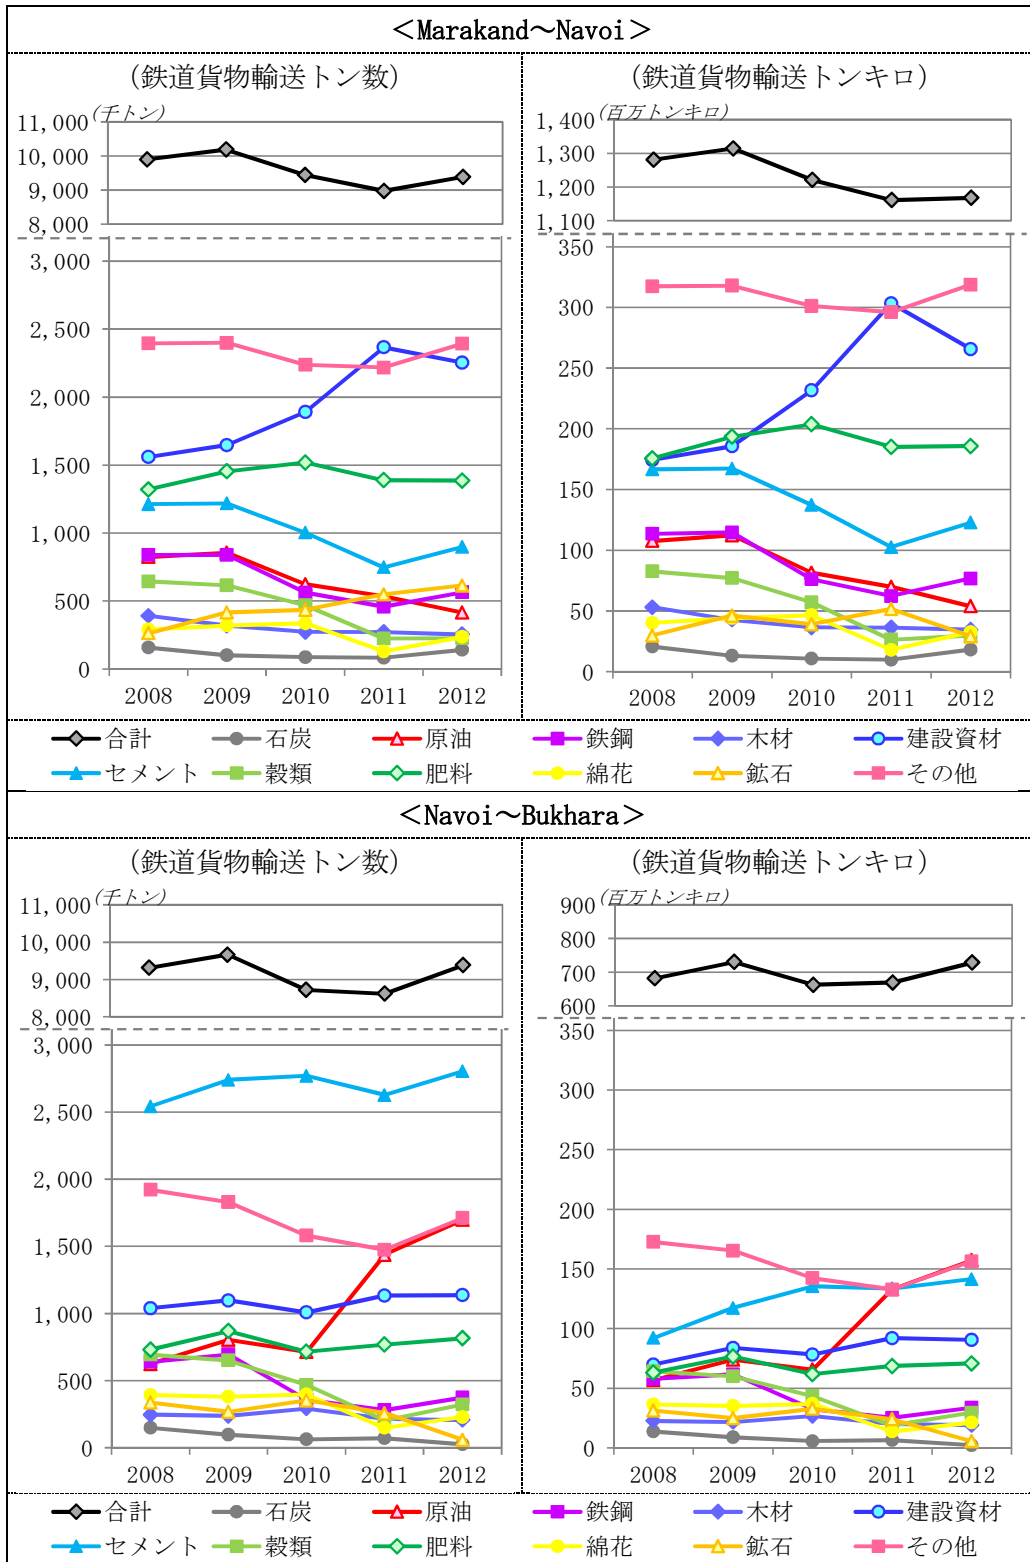 ＜Marakand～Navoi＞
(鉄道貨物輸送トン数)
(千トン)
11,000
10,000
9,000
8,000
3,000
2,500
2,000
1,500
1,000
500
0
2008 2009 2010 2011 2012
(鉄道貨物輸送トンキロ)
(百万トンキロ)
1,400
1,300
1,200
1,100
350
300
250
200
150
100
50
0
2008 2009 2010 2011 2012
合計 石炭 原油 鉄鋼 木材 建設資材
セメント 穀類 肥料 綿花 鉱石 その他
＜Navoi～Bukhara＞
(鉄道貨物輸送トン数)
(千トン)
11,000
10,000
9,000
8,000
3,000
2,500
2,000
1,500
1,000
500
0
2008 2009 2010 2011 2012
(鉄道貨物輸送トンキロ)
(百万トンキロ)
900
800
700
600
350
300
250
200
150
100
50
0
2008 2009 2010 2011 2012
合計 石炭 原油 鉄鋼 木材 建設資材
セメント 穀類 肥料 綿花 鉱石 その他